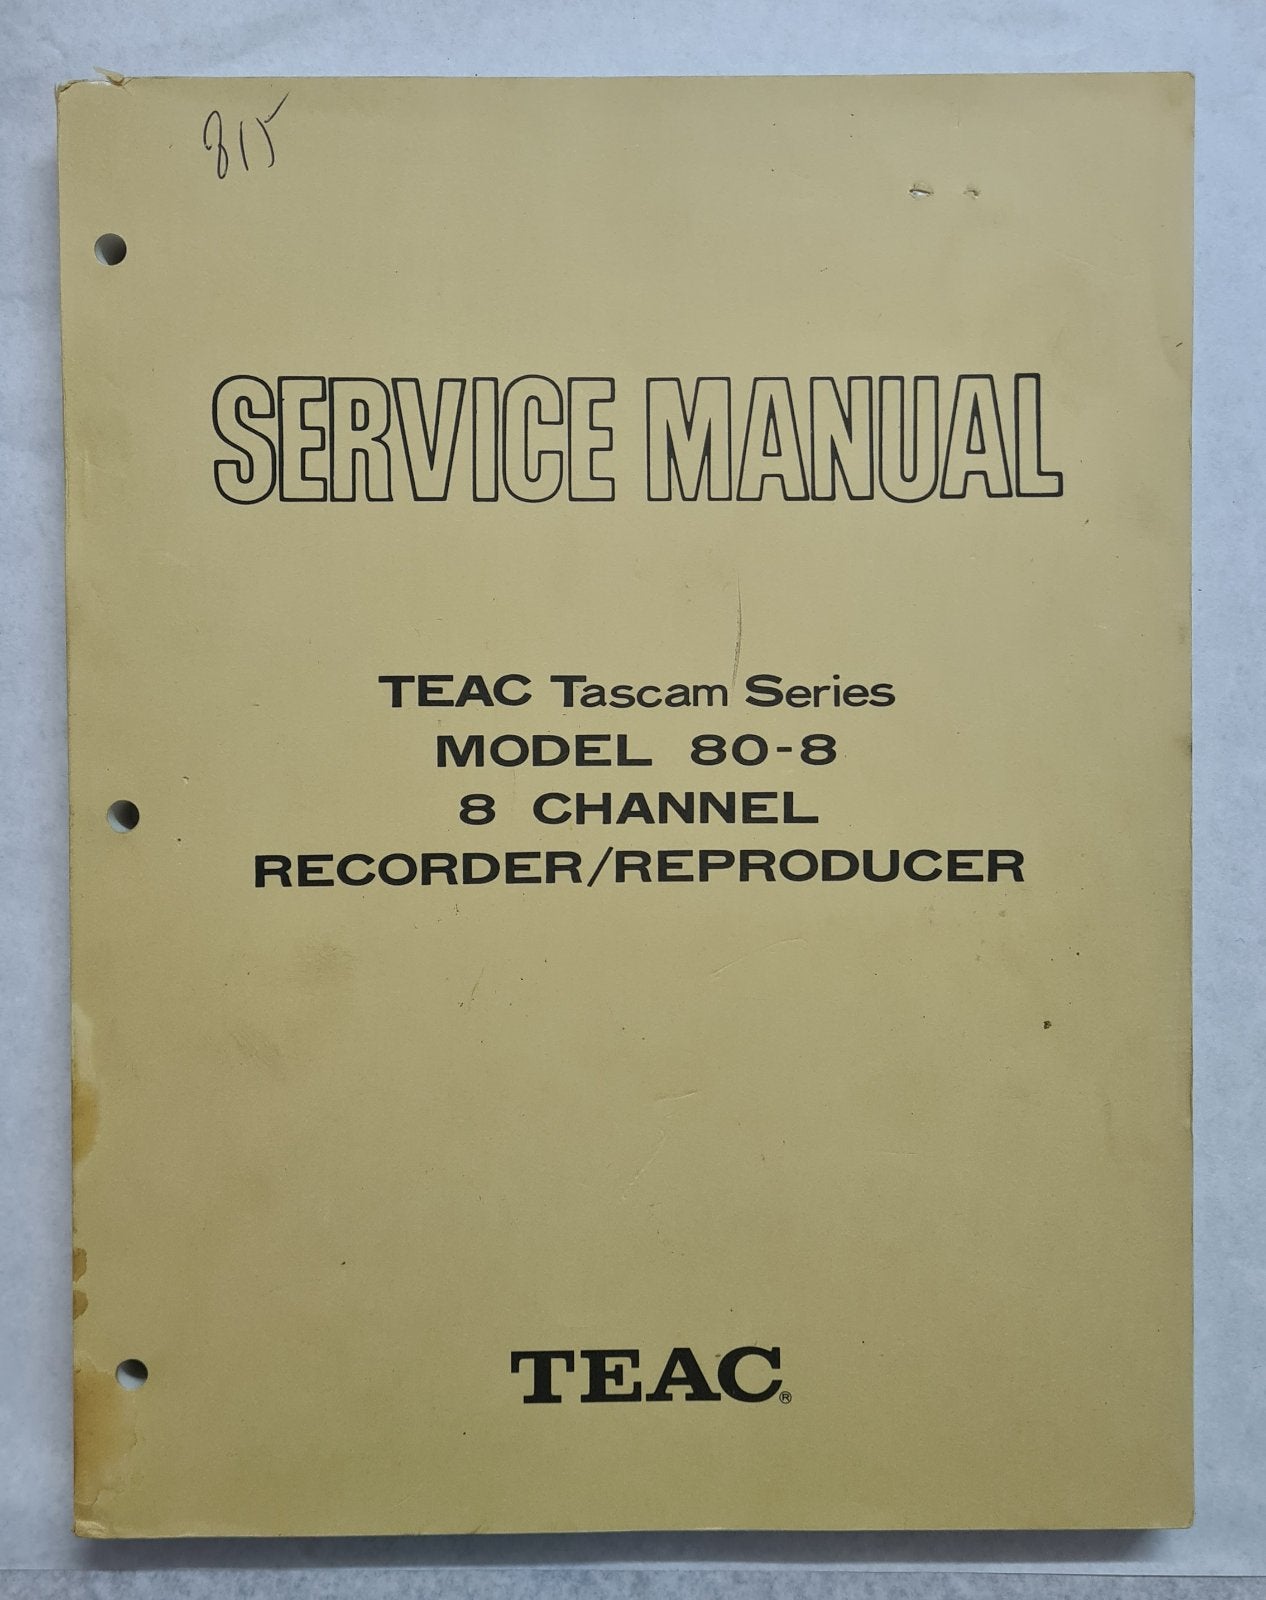 815
SERVICE MANUAL
TEAC Tascam Series
MODEL 80-8
8 CHANNEL
RECORDER/REPRODUCER
TEAC®